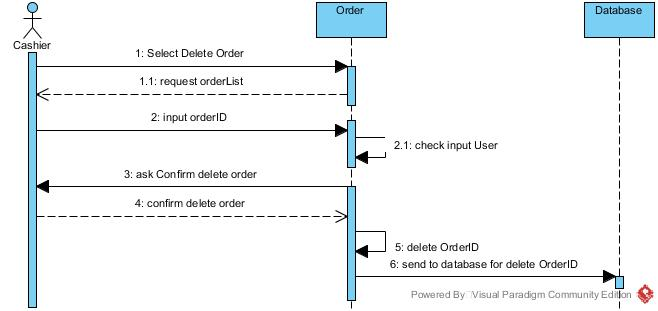 Order
Database
Cashier
1: Select Delete Order
1.1: request orderList
2: input orderID
2.1: check input User
3: ask Confirm delete order
4: confirm delete order
5: delete OrderID
6: send to database for delete OrderID
Powered By Visual Paradigm Community Edition